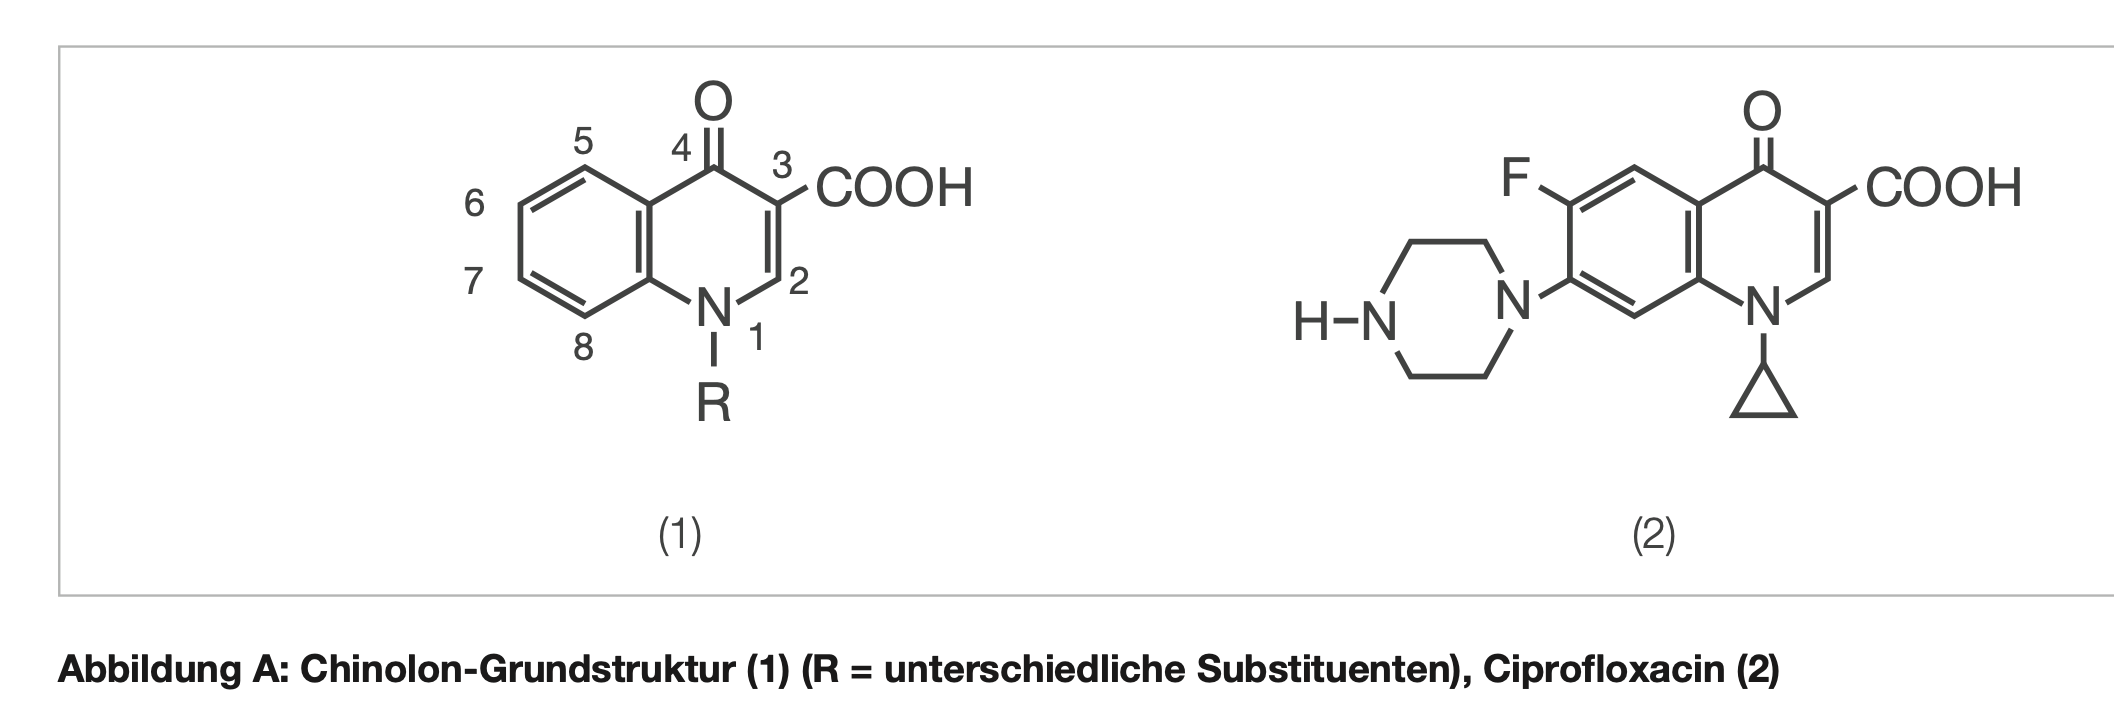 O
5
4
3
COOH
6
7
2
N
1
8
R
(1)
O
F
COOH
N
H–N
N
(2)
Abbildung A: Chinolon-Grundstruktur (1) (R = unterschiedliche Substituenten), Ciprofloxacin (2)